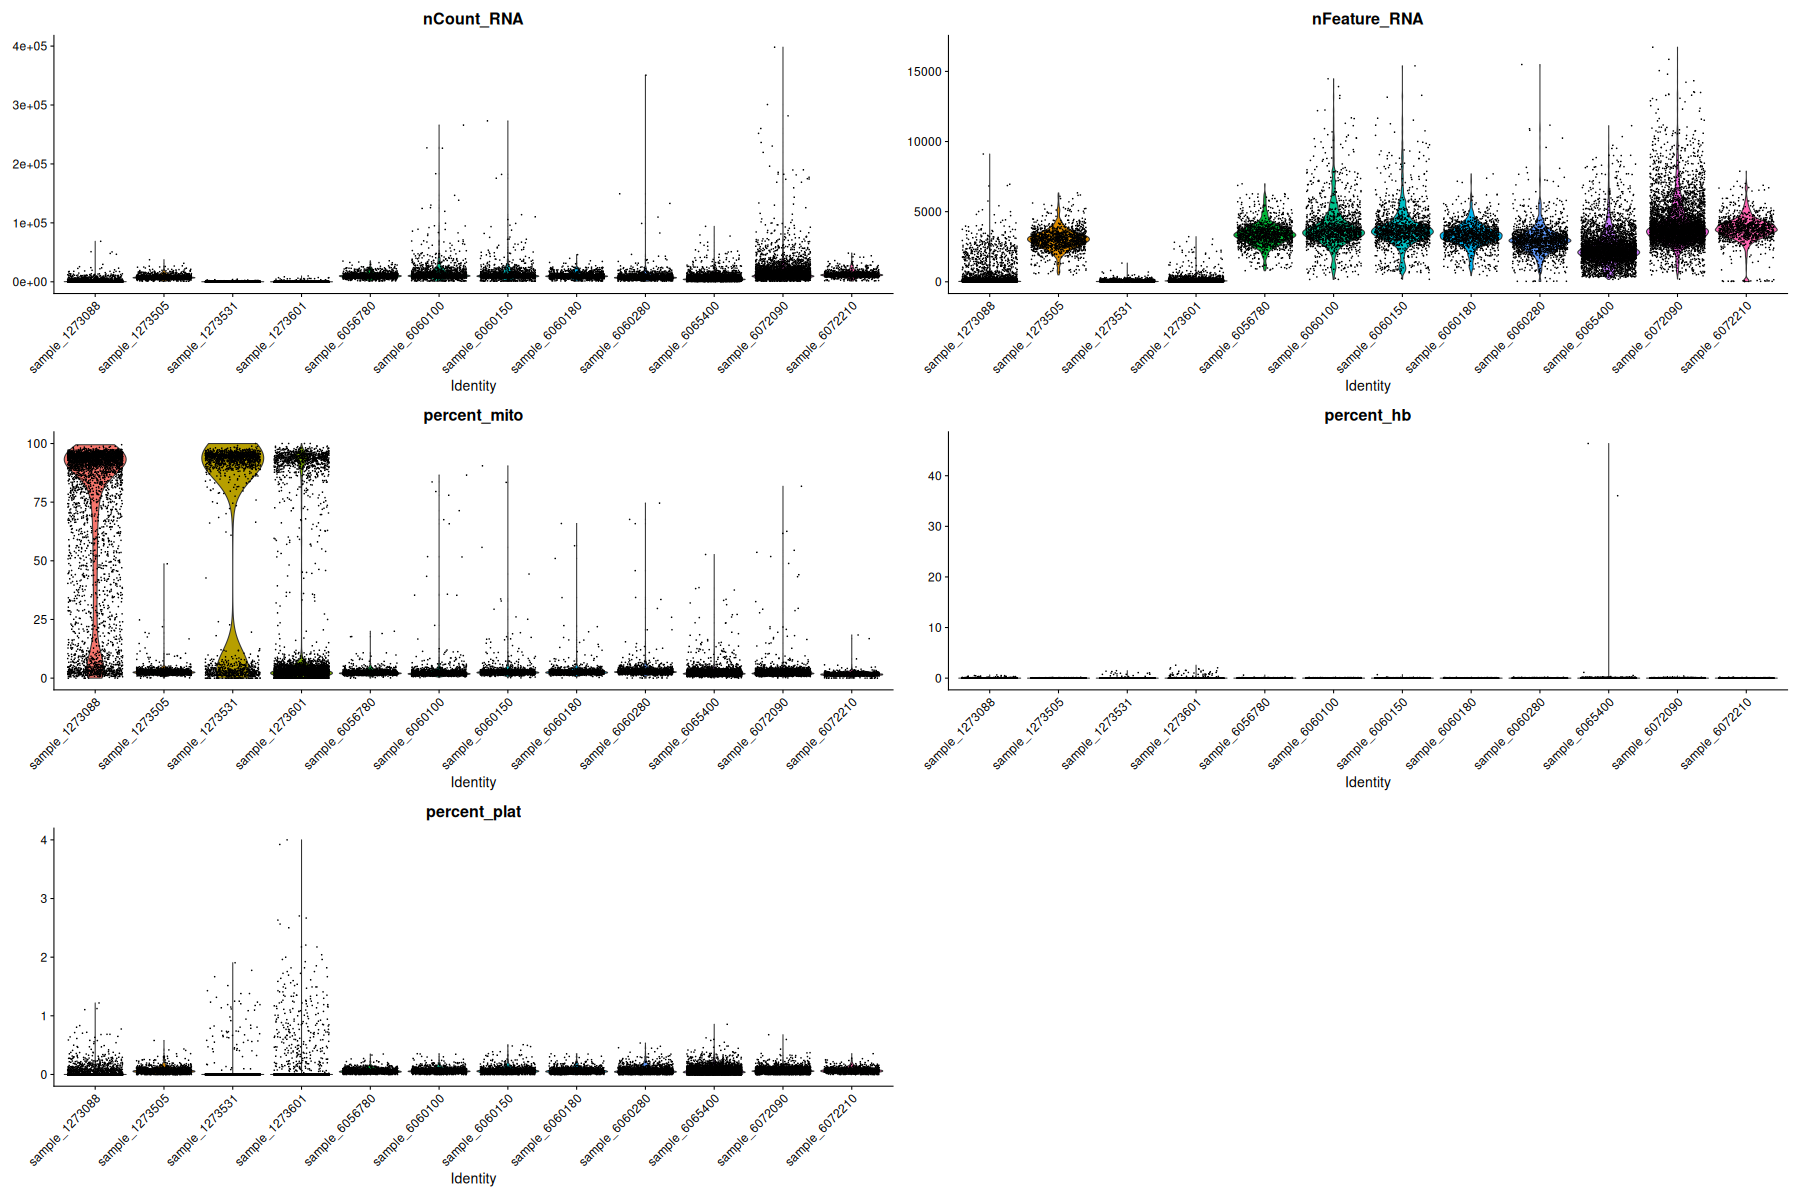 nCount_RNA
4e+05
3e+05
2e+05
1e+05
0e+00
sample_1273088
sample_1273505
sample_1273531
sample_1273601
sample_6056780
sample_6060100
sample_6060150
sample_6060180
sample_6060280
sample_6065400
sample_6072090
sample_6072210
Identity
nFeature_RNA
15000
10000
5000
0
sample_1273088
sample_1273505
sample_1273531
sample_1273601
sample_6056780
sample_6060100
sample_6060150
sample_6060180
sample_6060280
sample_6065400
sample_6072090
sample_6072210
Identity
percent_mito
100
75
50
25
0
sample_1273088
sample_1273505
sample_1273531
sample_1273601
sample_6056780
sample_6060100
sample_6060150
sample_6060180
sample_6060280
sample_6065400
sample_6072090
sample_6072210
Identity
percent_hb
40
30
20
10
0
sample_1273088
sample_1273505
sample_1273531
sample_1273601
sample_6056780
sample_6060100
sample_6060150
sample_6060180
sample_6060280
sample_6065400
sample_6072090
sample_6072210
Identity
percent_plat
4
3
2
1
0
sample_1273088
sample_1273505
sample_1273531
sample_1273601
sample_6056780
sample_6060100
sample_6060150
sample_6060180
sample_6060280
sample_6065400
sample_6072090
sample_6072210
Identity